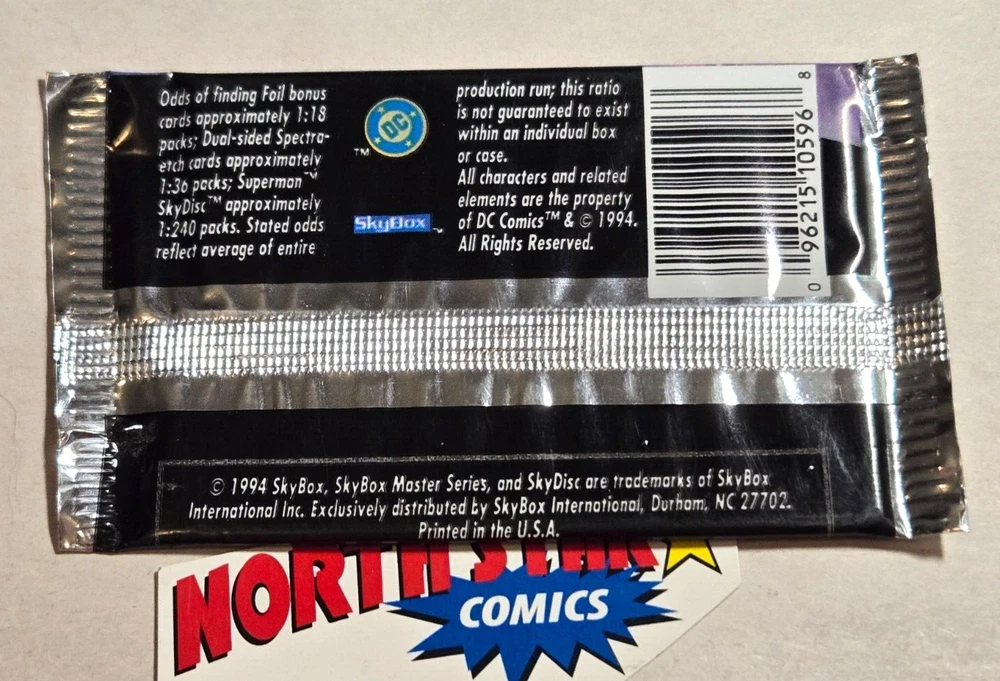 Odds of finding Foil bonus
cards approximately 1:18
packs; Dual-sided Spectra-
etch cards approximately
1:36 packs; Superman™
SkyDisc™ approximately
1:240 packs. Stated odds
reflect average of entire
DC
TM
SkyBox™
production run; this ratio
is not guaranteed to exist
within an individual box
or case.
All characters and related
elements are the property
of DC Comics™ & © 1994.
All Rights Reserved.
0 96215 10596 8
© 1994 SkyBox, SkyBox Master Series, and SkyDisc are trademarks of SkyBox
International Inc. Exclusively distributed by SkyBox International, Durham, NC 27702.
Printed in the U.S.A.
NORTH STAR
COMICS